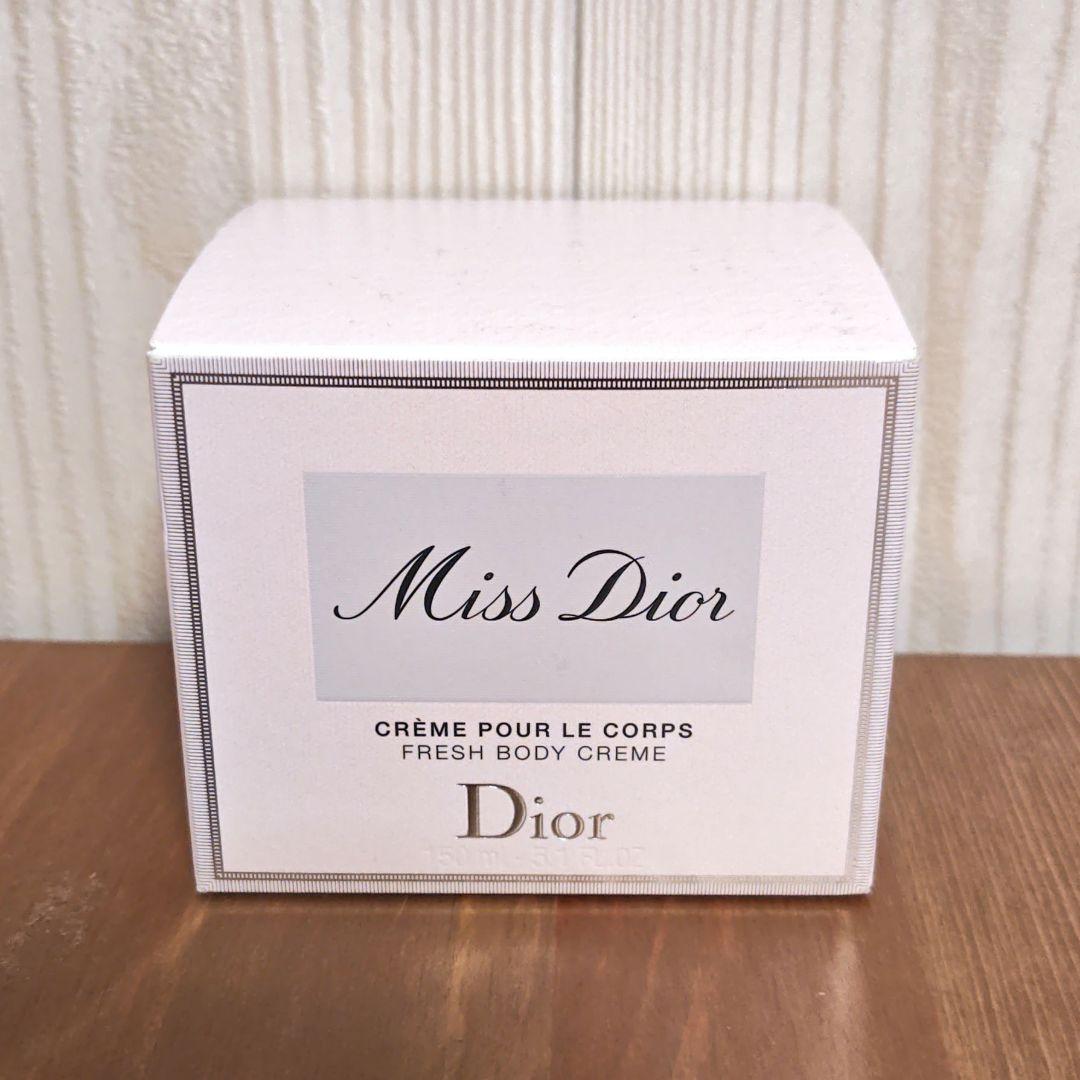 Miss Dior
CRÈME POUR LE CORPS
FRESH BODY CREME
Dior
150 ml - 5.1 FL.OZ